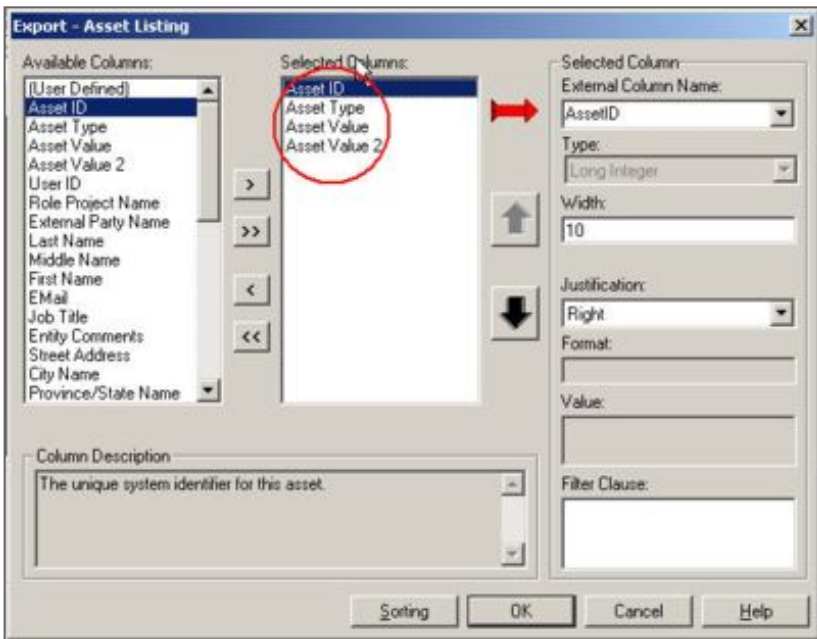 Export - Asset Listing
Available Columns:
(User Defined)
Asset ID
Asset Type
Asset Value
Asset Value 2
User ID
Role Project Name
External Party Name
Last Name
Middle Name
First Name
EMail
Job Title
Entity Comments
Street Address
City Name
Province/State Name
>
>>
<
<<
Selected Columns:
Asset ID
Asset Type
Asset Value
Asset Value 2
Selected Column
External Column Name:
AssetID
Type:
Long Integer
Width:
10
Justification:
Right
Format:
Value:
Filter Clause:
Column Description
The unique system identifier for this asset.
Sorting
OK
Cancel
Help